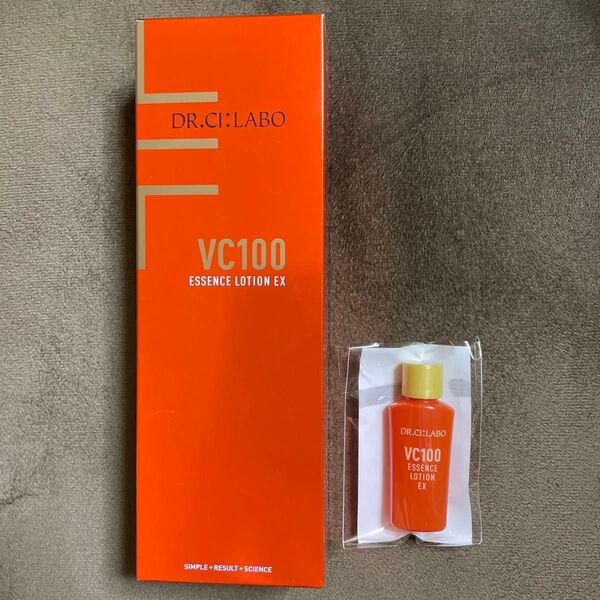 DR.CI:LABO
VC100
ESSENCE LOTION EX
SIMPLE+RESULT+SCIENCE
DR.CI:LABO
VC100
ESSENCE
LOTION
EX